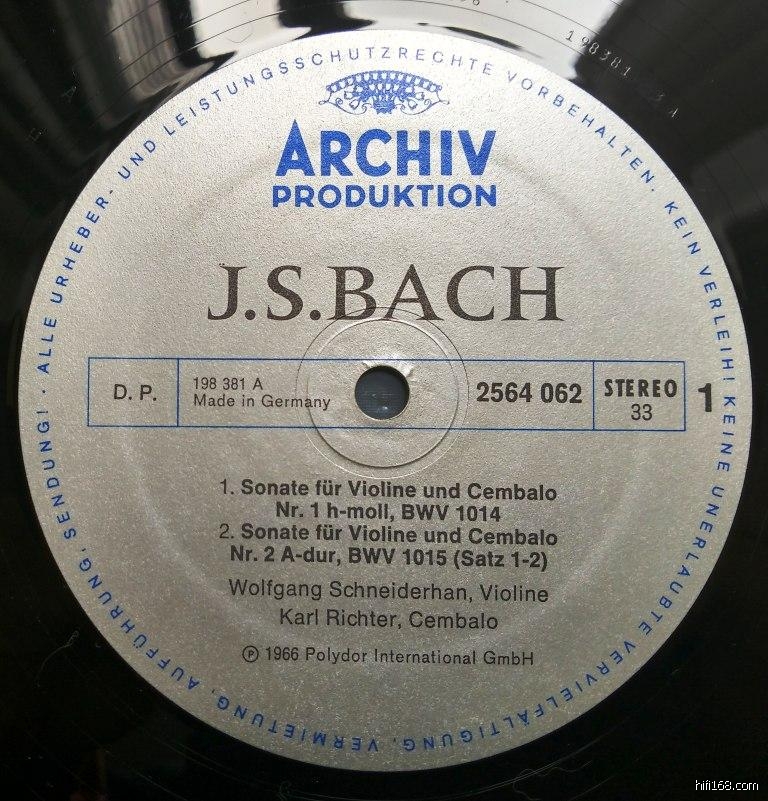 198381
ALLE URHEBER- UND LEISTUNGSSCHUTZRECHTE VORBEHALTEN. KEIN VERLEIH! KEINE UNERLAUBTE VERVIELFÄLTIGUNG, VERMIETUNG, AUFFÜHRUNG, SENDUNG! ·
ARCHIV
PRODUKTION
J.S.BACH
D. P.
198 381 A
Made in Germany
2564 062
STEREO
33
1
1. Sonate für Violine und Cembalo
Nr. 1 h-moll, BWV 1014
2. Sonate für Violine und Cembalo
Nr. 2 A-dur, BWV 1015 (Satz 1-2)
Wolfgang Schneiderhan, Violine
Karl Richter, Cembalo
℗ 1966 Polydor International GmbH
hifi168.com